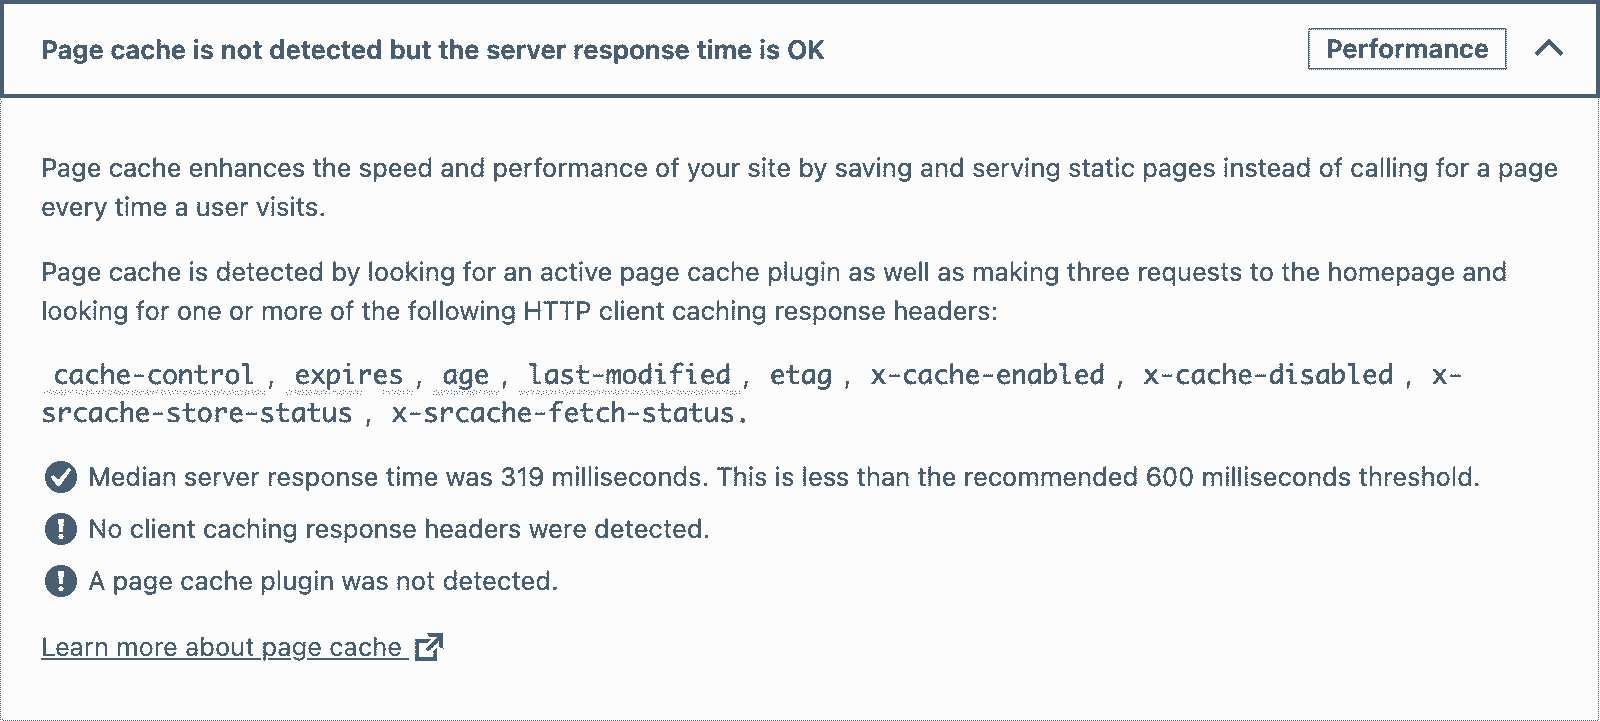 Page cache is not detected but the server response time is OK
Performance
Page cache enhances the speed and performance of your site by saving and serving static pages instead of calling for a page
every time a user visits.
Page cache is detected by looking for an active page cache plugin as well as making three requests to the homepage and
looking for one or more of the following HTTP client caching response headers:
cache-control , expires , age , last-modified , etag , x-cache-enabled , x-cache-disabled , x-
srcache-store-status , x-srcache-fetch-status.
Median server response time was 319 milliseconds. This is less than the recommended 600 milliseconds threshold.
No client caching response headers were detected.
A page cache plugin was not detected.
Learn more about page cache